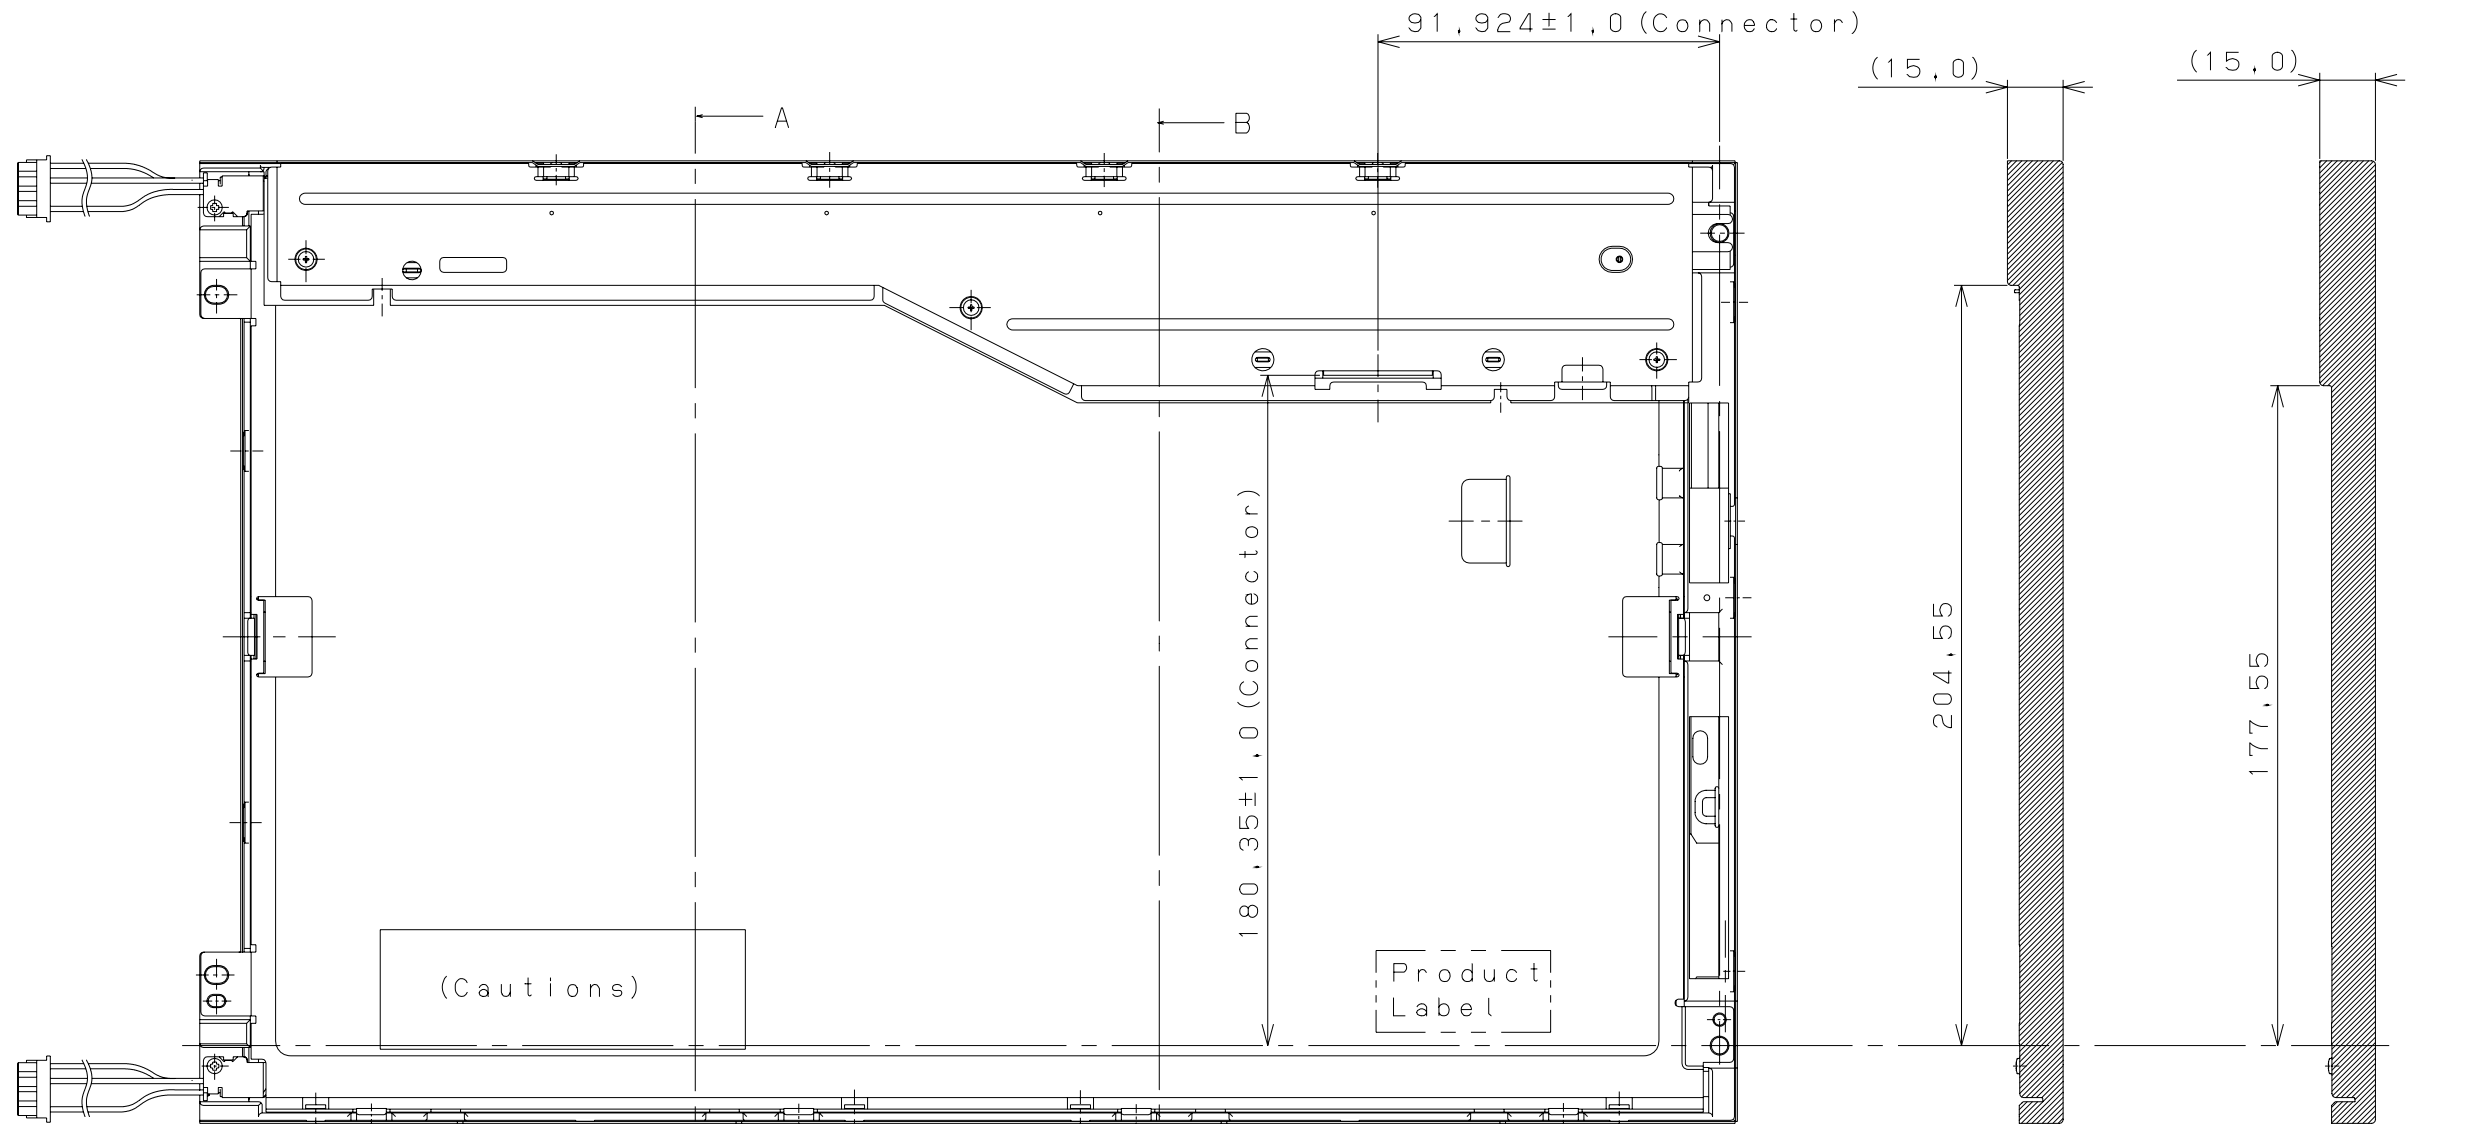 91.924±1.0(Connector)
(15.0)
(15.0)
A
B
180.35±1.0(Connector)
204.55
177.55
(Cautions)
Product
Label